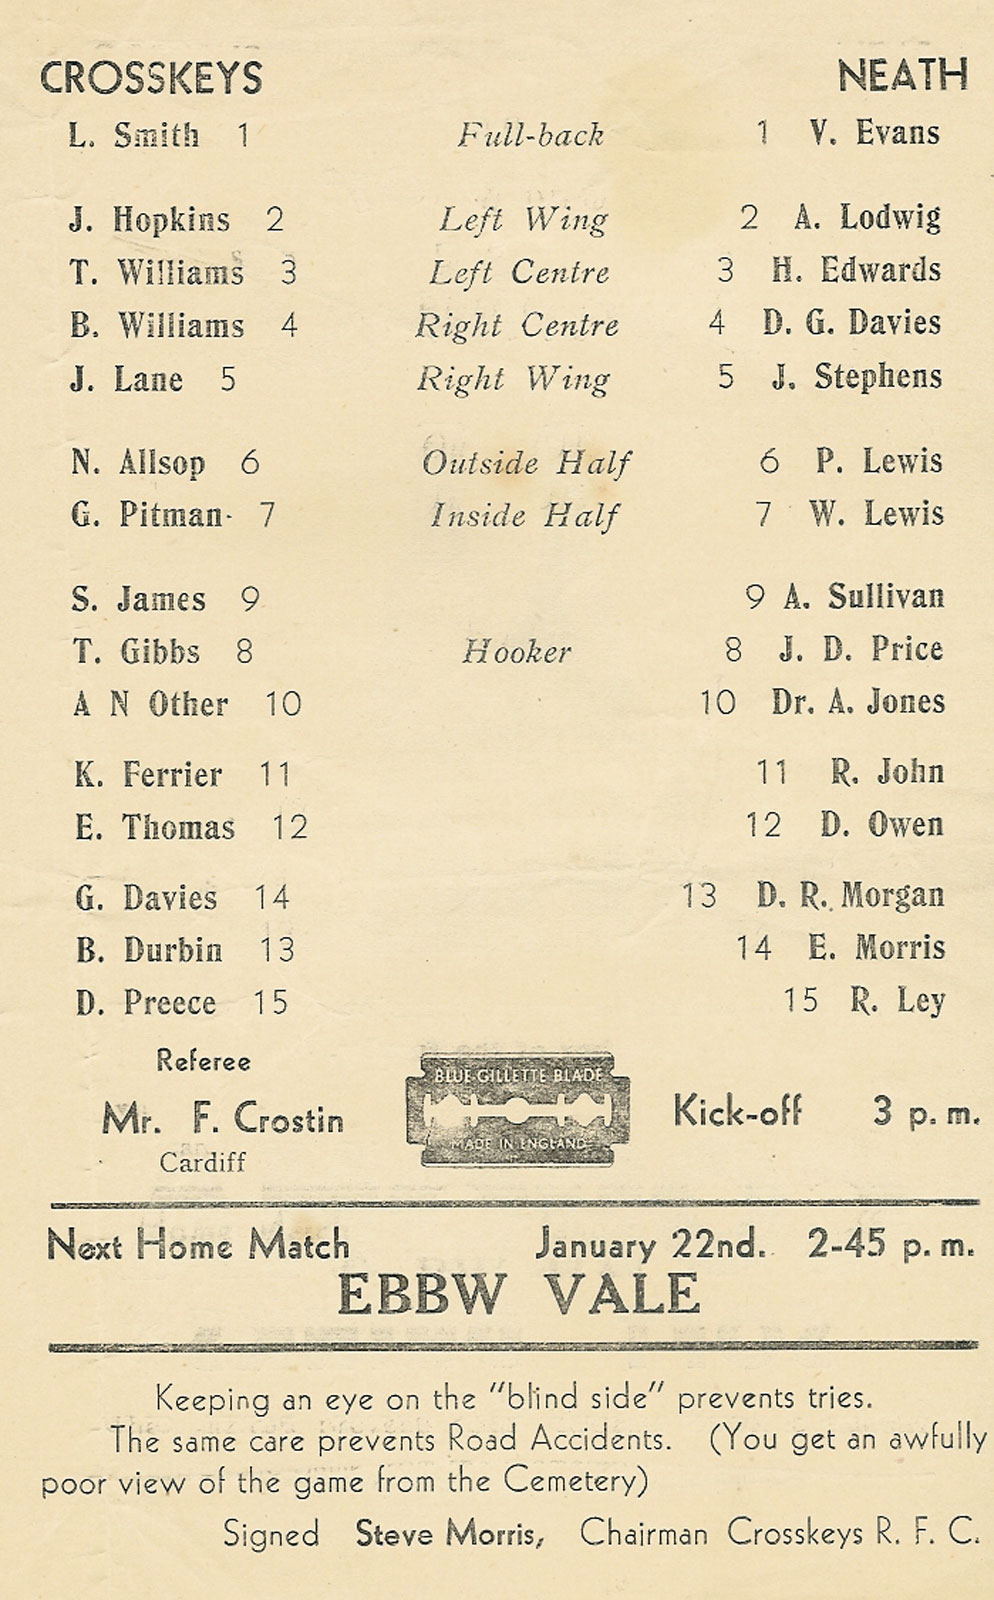 CROSSKEYS NEATH
L. Smith 1 Full-back 1 V. Evans
J. Hopkins 2 Left Wing 2 A. Lodwig
T. Williams 3 Left Centre 3 H. Edwards
B. Williams 4 Right Centre 4 D. G. Davies
J. Lane 5 Right Wing 5 J. Stephens
N. Allsop 6 Outside Half 6 P. Lewis
G. Pitman 7 Inside Half 7 W. Lewis
S. James 9 9 A. Sullivan
T. Gibbs 8 Hooker 8 J. D. Price
A N Other 10 10 Dr. A. Jones
K. Ferrier 11 11 R. John
E. Thomas 12 12 D. Owen
G. Davies 14 13 D. R. Morgan
B. Durbin 13 14 E. Morris
D. Preece 15 15 R. Ley
Referee
Mr. F. Crostin
Cardiff
BLUE GILLETTE BLADE
MADE IN ENGLAND
Kick-off 3 p. m.
Next Home Match January 22nd. 2-45 p. m.
EBBW VALE
Keeping an eye on the "blind side" prevents tries.
The same care prevents Road Accidents. (You get an awfully
poor view of the game from the Cemetery)
Signed Steve Morris, Chairman Crosskeys R. F. C.